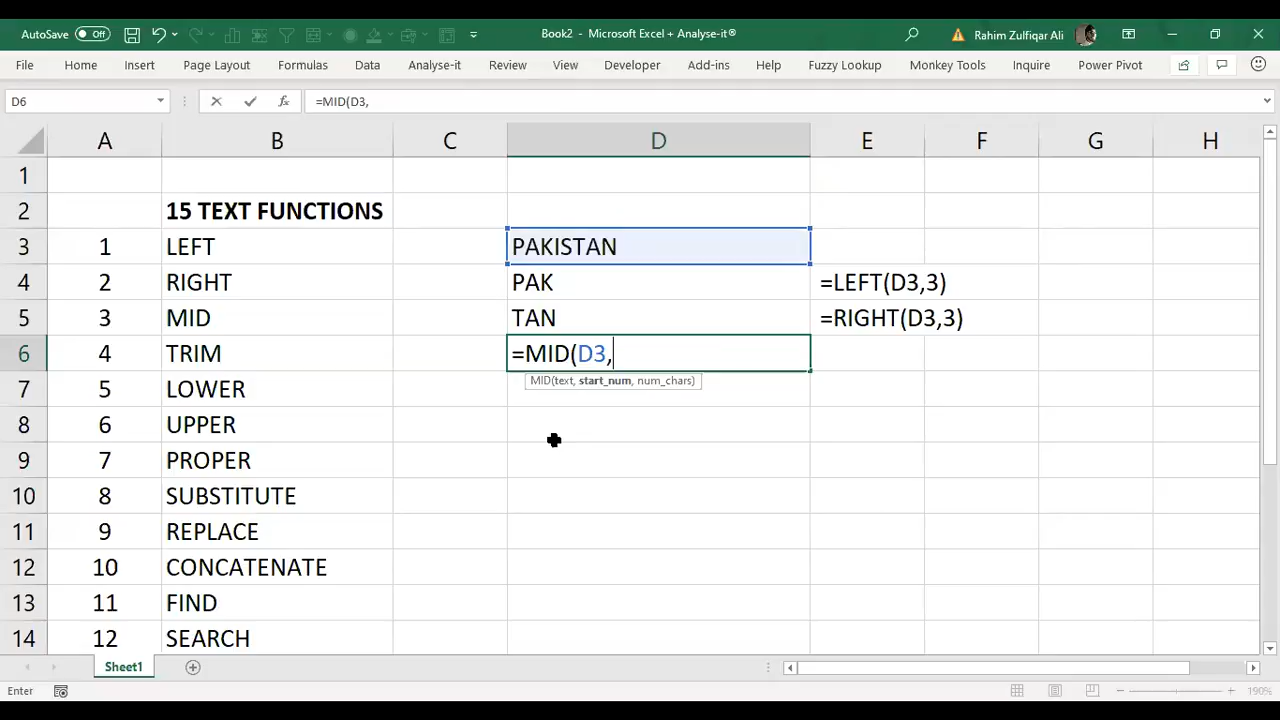 AutoSave Off Book2 - Microsoft Excel + Analyse-it® Rahim Zulfiqar Ali
File Home Insert Page Layout Formulas Data Analyse-it Review View Developer Add-ins Help Fuzzy Lookup Monkey Tools Inquire Power Pivot
D6 fx =MID(D3,
A B C D E F G H
1
2 15 TEXT FUNCTIONS
3 1 LEFT PAKISTAN
4 2 RIGHT PAK =LEFT(D3,3)
5 3 MID TAN =RIGHT(D3,3)
6 4 TRIM =MID(D3,
MID(text, start_num, num_chars)
7 5 LOWER
8 6 UPPER
9 7 PROPER
10 8 SUBSTITUTE
11 9 REPLACE
12 10 CONCATENATE
13 11 FIND
14 12 SEARCH
Sheet1
Enter 190%